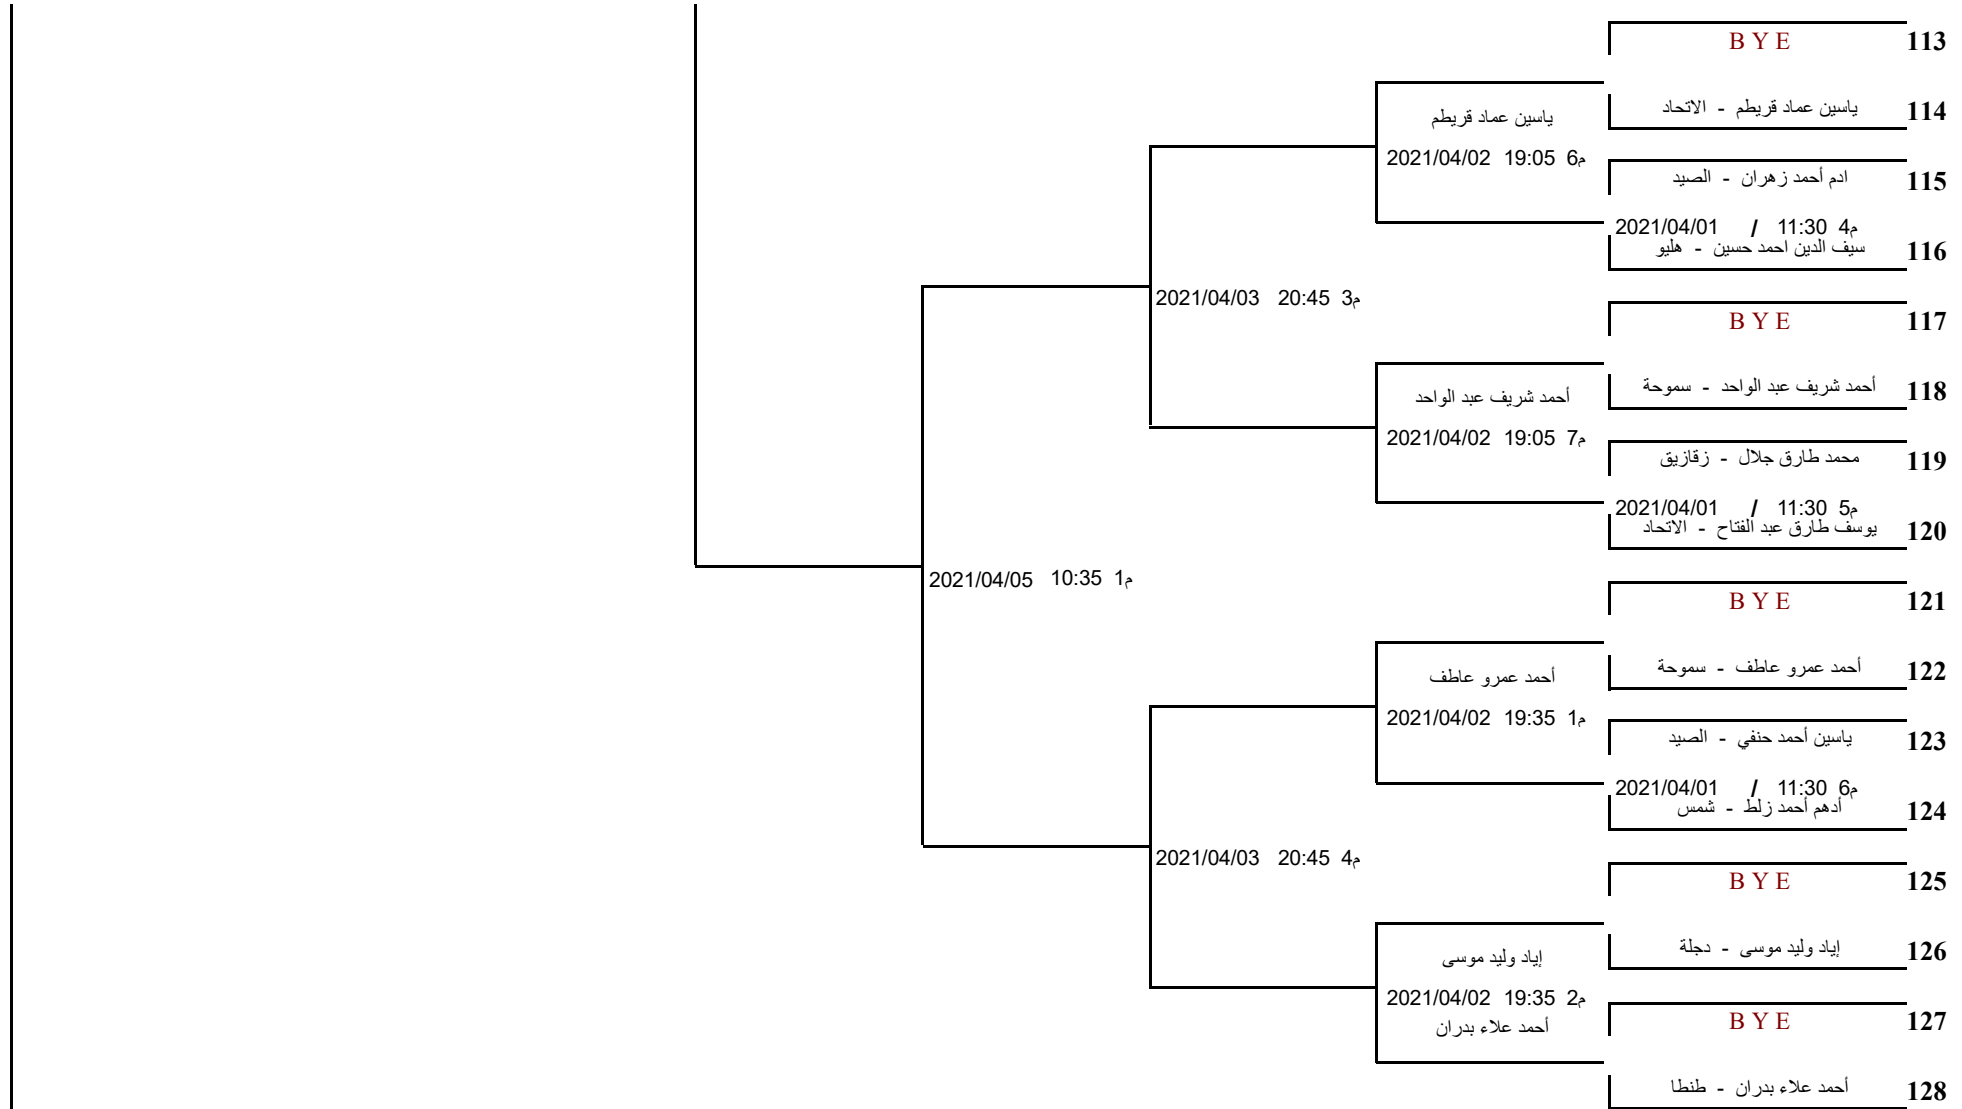 113 B Y E
114 ياسين عماد قريطم - الاتحاد
ياسين عماد قريطم
2021/04/02 19:05 م6
115 ادم أحمد زهران - الصيد
2021/04/01 / 11:30 م4
116 سيف الدين احمد حسين - هليو
2021/04/03 20:45 م3
117 B Y E
118 أحمد شريف عبد الواحد - سموحة
أحمد شريف عبد الواحد
2021/04/02 19:05 م7
119 محمد طارق جلال - زقازيق
2021/04/01 / 11:30 م5
120 يوسف طارق عبد الفتاح - الاتحاد
2021/04/05 10:35 م1
121 B Y E
122 أحمد عمرو عاطف - سموحة
أحمد عمرو عاطف
2021/04/02 19:35 م1
123 ياسين أحمد حنفي - الصيد
2021/04/01 / 11:30 م6
124 أدهم أحمد زلط - شمس
2021/04/03 20:45 م4
125 B Y E
126 إياد وليد موسى - دجلة
إياد وليد موسى
2021/04/02 19:35 م2
أحمد علاء بدران
127 B Y E
128 أحمد علاء بدران - طنطا